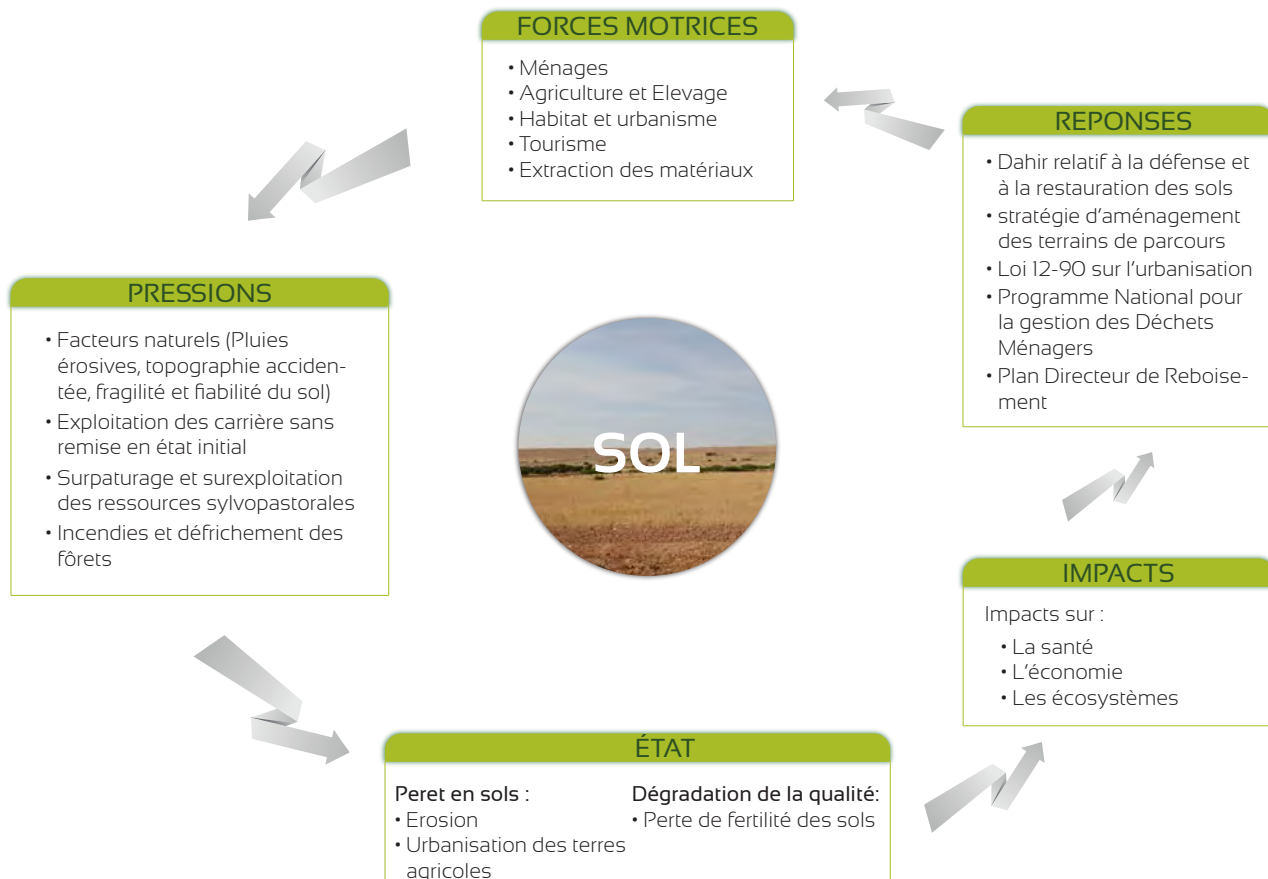 FORCES MOTRICES
• Ménages
• Agriculture et Elevage
• Habitat et urbanisme
• Tourisme
• Extraction des matériaux
REPONSES
• Dahir relatif à la défense et
à la restauration des sols
• stratégie d'aménagement
des terrains de parcours
• Loi 12-90 sur l'urbanisation
• Programme National pour
la gestion des Déchets
Ménagers
• Plan Directeur de Reboise-
ment
PRESSIONS
• Facteurs naturels (Pluies
érosives, topographie acciden-
tée, fragilité et fiabilité du sol)
• Exploitation des carrière sans
remise en état initial
• Surpaturage et surexploitation
des ressources sylvopastorales
• Incendies et défrichement des
fôrets
SOL
IMPACTS
Impacts sur :
• La santé
• L'économie
• Les écosystèmes
ÉTAT
Peret en sols :
• Erosion
• Urbanisation des terres
agricoles
Dégradation de la qualité:
• Perte de fertilité des sols